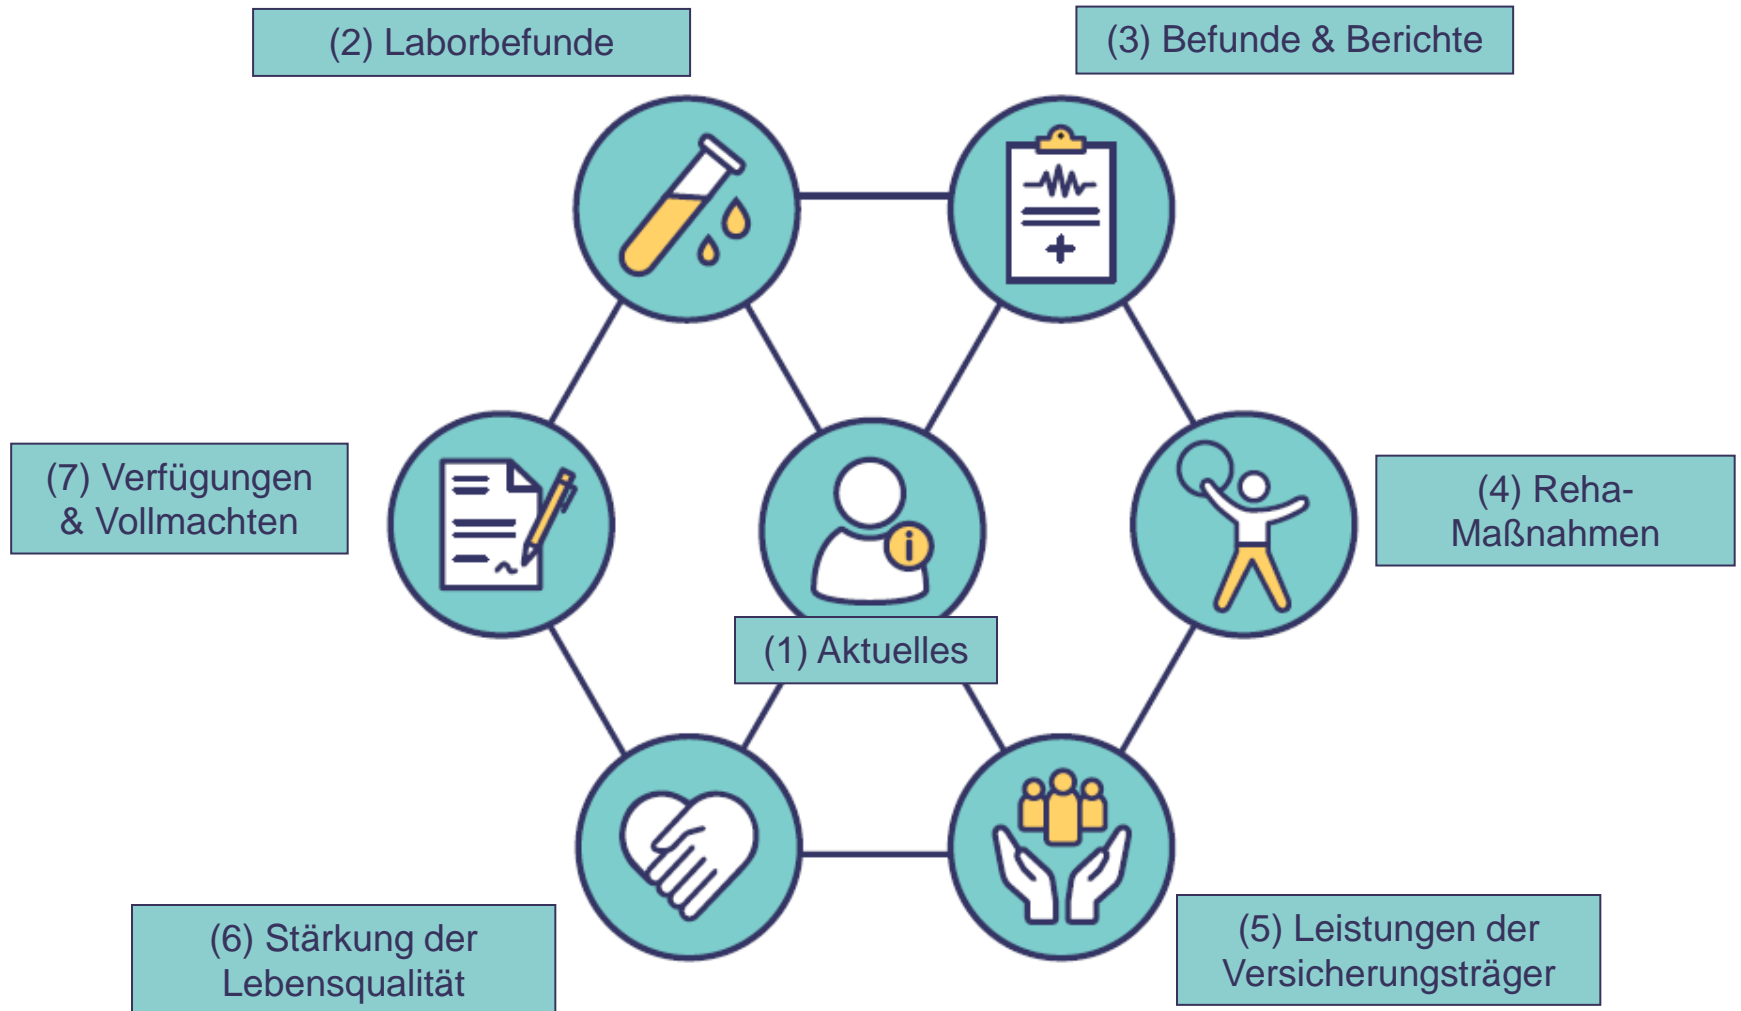 (2) Laborbefunde
(3) Befunde & Berichte
(7) Verfügungen
& Vollmachten
(4) Reha-
Maßnahmen
(1) Aktuelles
(6) Stärkung der
Lebensqualität
(5) Leistungen der
Versicherungsträger